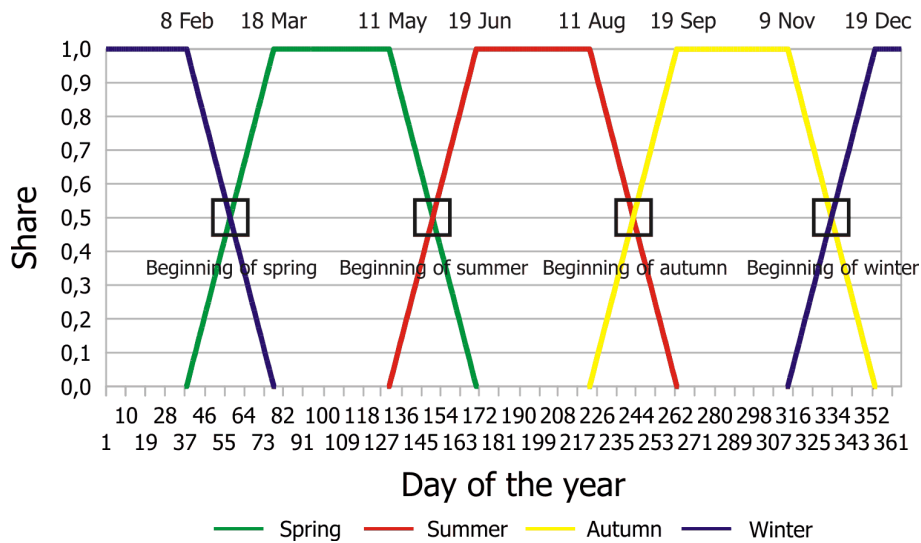 8 Feb 18 Mar 11 May 19 Jun 11 Aug 19 Sep 9 Nov 19 Dec
1,0
0,9
0,8
0,7
0,6
0,5
0,4
0,3
0,2
0,1
0,0
Share
Beginning of spring Beginning of summer Beginning of autumn Beginning of winter
10 28 46 64 82 100 118 136 154 172 190 208 226 244 262 280 298 316 334 352
1 19 37 55 73 91 109 127 145 163 181 199 217 235 253 271 289 307 325 343 361
Day of the year
Spring Summer Autumn Winter